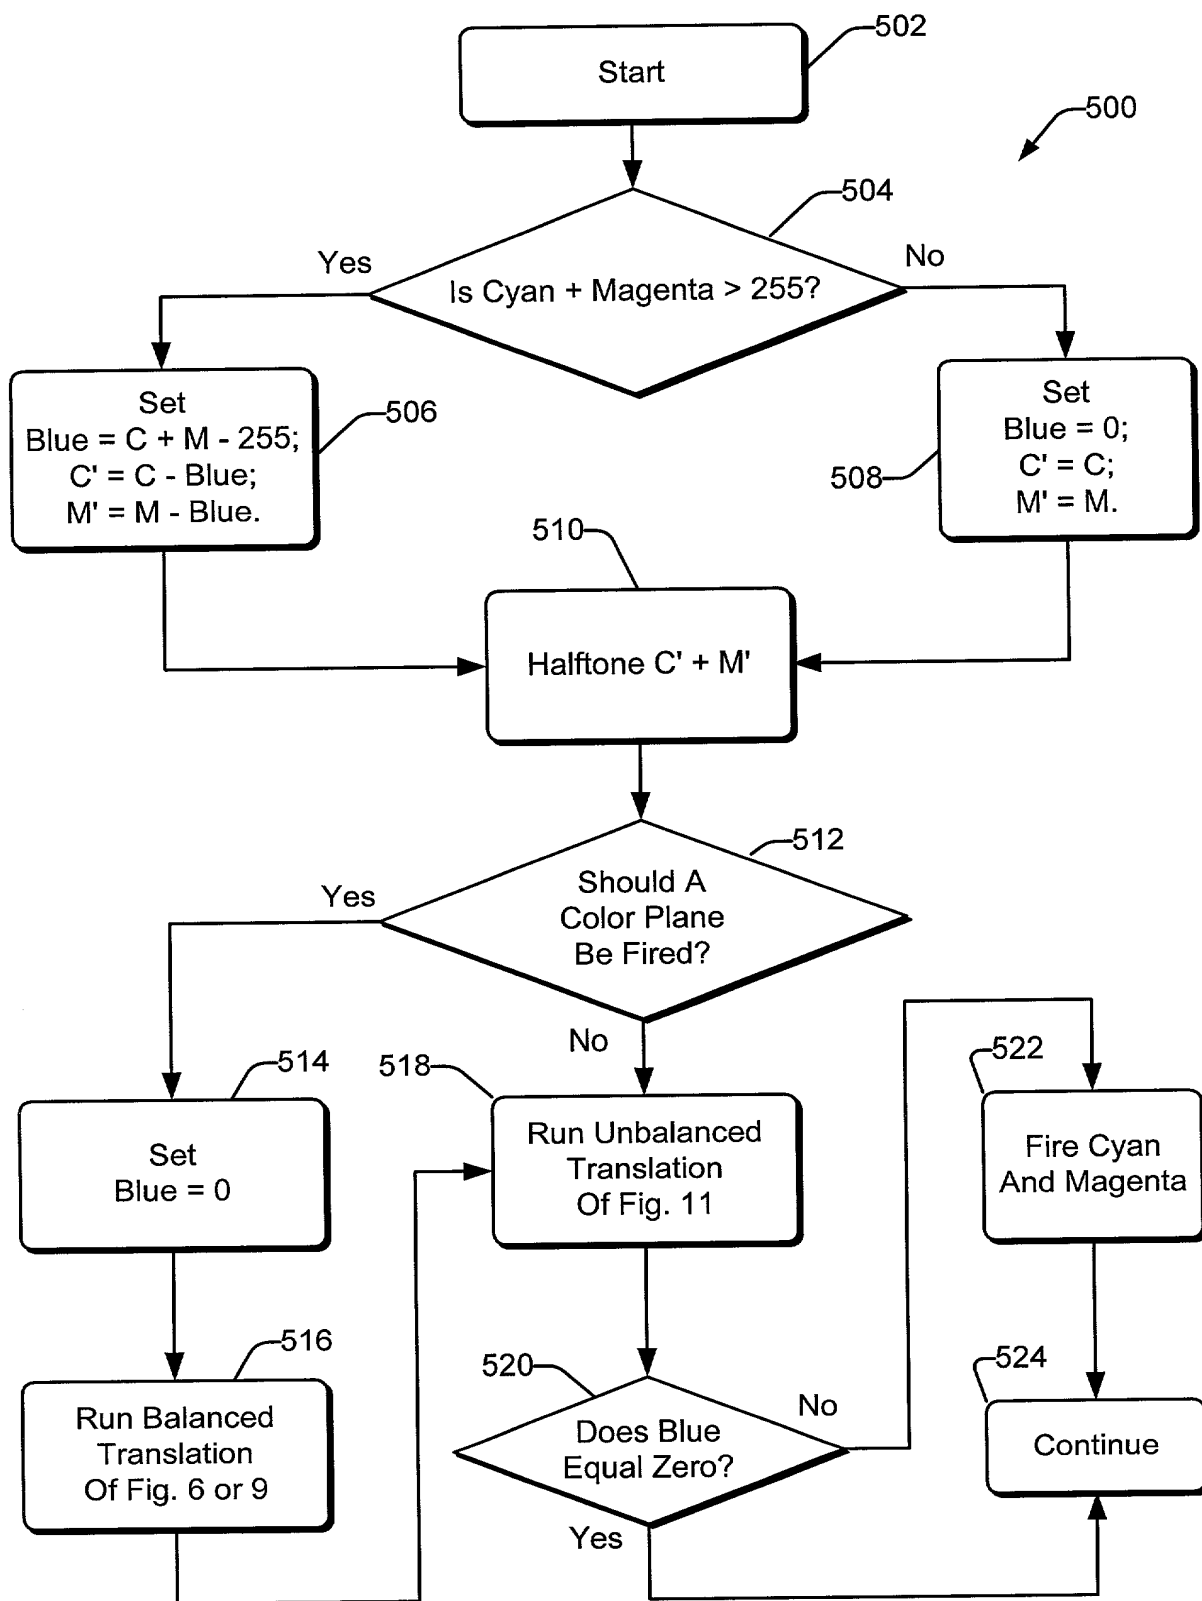 502
Start
500
504
Yes
No
Is Cyan + Magenta > 255?
Set
Blue = C + M - 255;
C' = C - Blue;
M' = M - Blue.
506
Set
Blue = 0;
C' = C;
M' = M.
508
510
Halftone C' + M'
512
Yes
Should A
Color Plane
Be Fired?
No
514
518
522
Set
Blue = 0
Run Unbalanced
Translation
Of Fig. 11
Fire Cyan
And Magenta
516
520
524
Run Balanced
Translation
Of Fig. 6 or 9
Does Blue
Equal Zero?
No
Continue
Yes